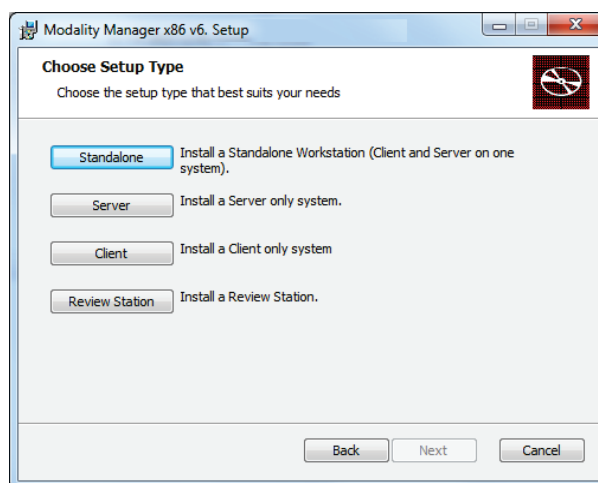 Modality Manager x86 v6. Setup
Choose Setup Type
Choose the setup type that best suits your needs
Standalone
Install a Standalone Workstation (Client and Server on one
system).
Server
Install a Server only system.
Client
Install a Client only system
Review Station
Install a Review Station.
Back
Next
Cancel